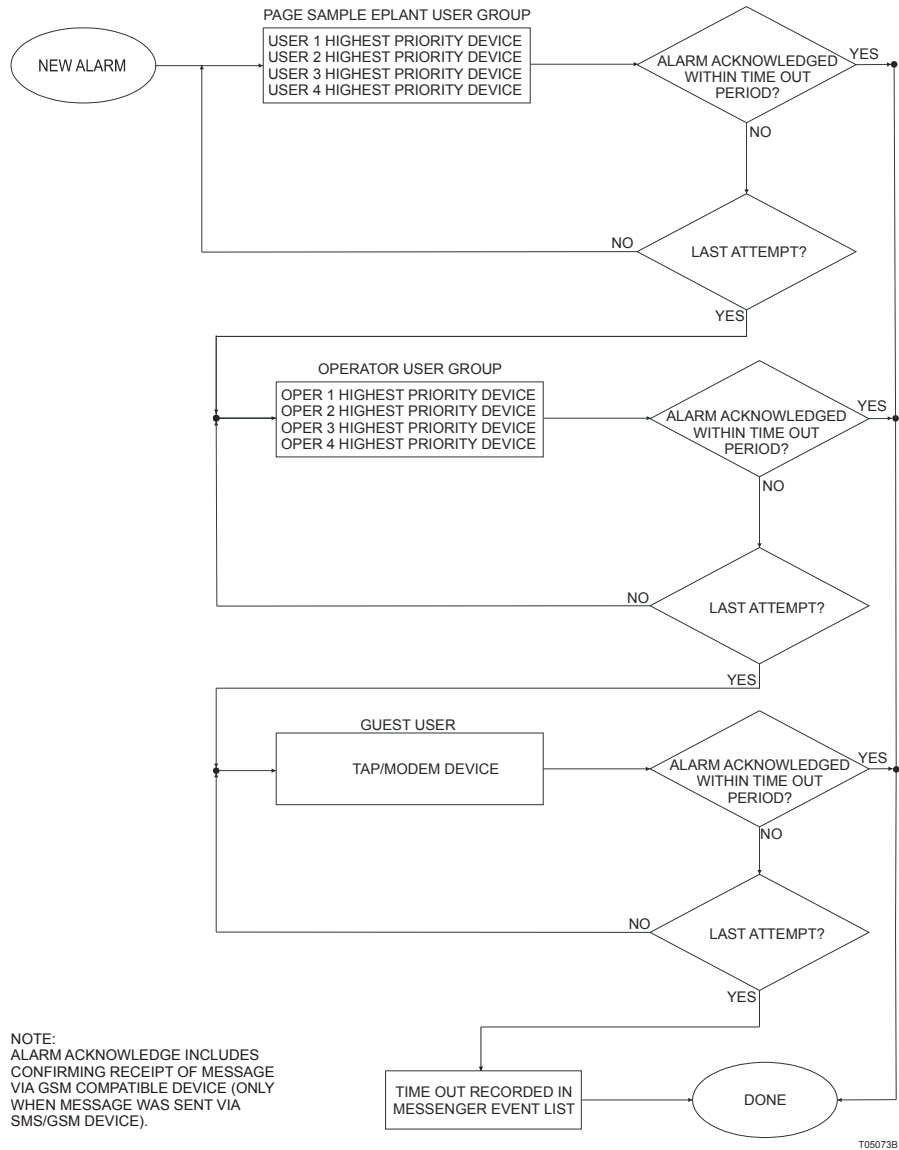 PAGE SAMPLE EPLANT USER GROUP
NEW ALARM
USER 1 HIGHEST PRIORITY DEVICE
USER 2 HIGHEST PRIORITY DEVICE
USER 3 HIGHEST PRIORITY DEVICE
USER 4 HIGHEST PRIORITY DEVICE
ALARM ACKNOWLEDGED
WITHIN TIME OUT
PERIOD?
YES
NO
LAST ATTEMPT?
NO
YES
OPERATOR USER GROUP
OPER 1 HIGHEST PRIORITY DEVICE
OPER 2 HIGHEST PRIORITY DEVICE
OPER 3 HIGHEST PRIORITY DEVICE
OPER 4 HIGHEST PRIORITY DEVICE
ALARM ACKNOWLEDGED
WITHIN TIME OUT
PERIOD?
YES
NO
LAST ATTEMPT?
NO
YES
GUEST USER
TAP/MODEM DEVICE
ALARM ACKNOWLEDGED
WITHIN TIME OUT
PERIOD?
YES
NO
LAST ATTEMPT?
NO
YES
NOTE:
ALARM ACKNOWLEDGE INCLUDES
CONFIRMING RECEIPT OF MESSAGE
VIA GSM COMPATIBLE DEVICE (ONLY
WHEN MESSAGE WAS SENT VIA
SMS/GSM DEVICE).
TIME OUT RECORDED IN
MESSENGER EVENT LIST
DONE
T05073B